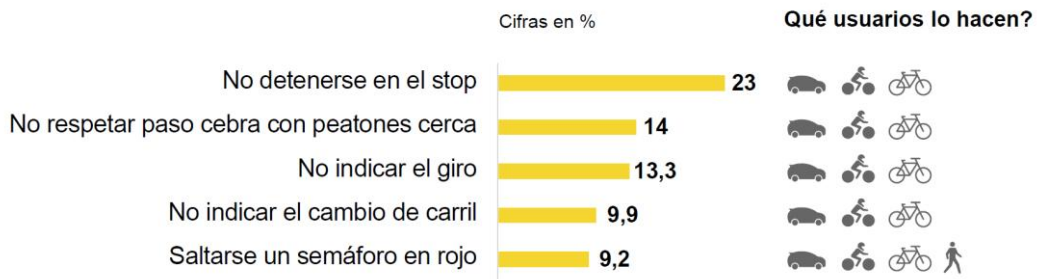 Cifras en %
Qué usuarios lo hacen?
No detenerse en el stop 23
No respetar paso cebra con peatones cerca 14
No indicar el giro 13,3
No indicar el cambio de carril 9,9
Saltarse un semáforo en rojo 9,2